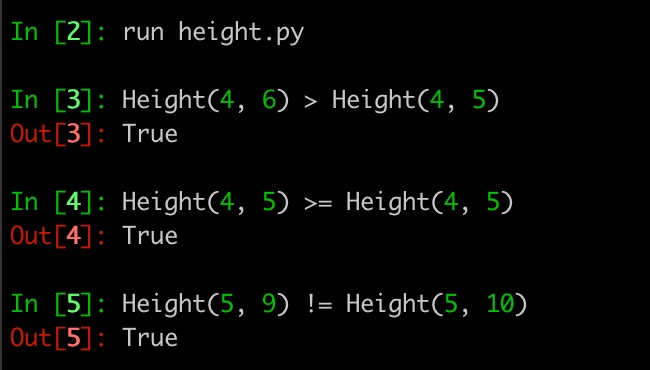 In [2]: run height.py
In [3]: Height(4, 6) > Height(4, 5)
Out[3]: True
In [4]: Height(4, 5) >= Height(4, 5)
Out[4]: True
In [5]: Height(5, 9) != Height(5, 10)
Out[5]: True